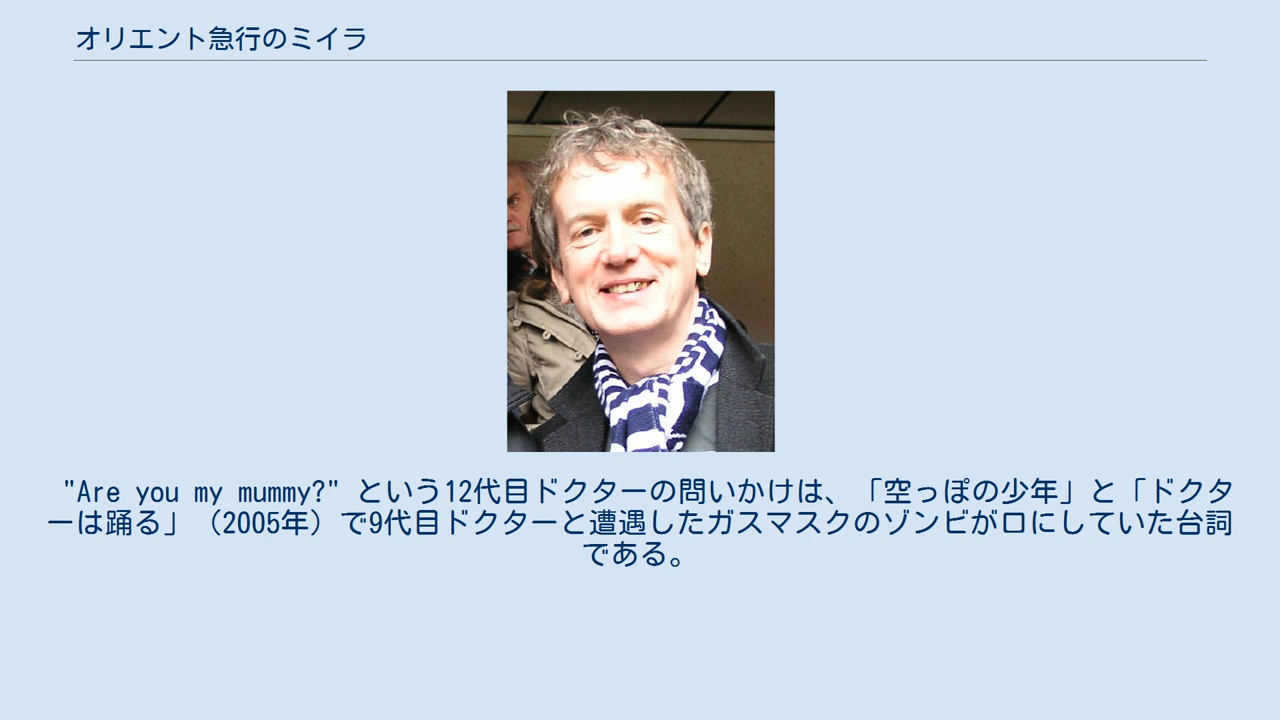 オリエント急行のミイラ
"Are you my mummy?" という12代目ドクターの問いかけは、「空っぽの少年」と「ドクタ
ーは踊る」（2005年）で9代目ドクターと遭遇したガスマスクのゾンビが口にしていた台詞
である。